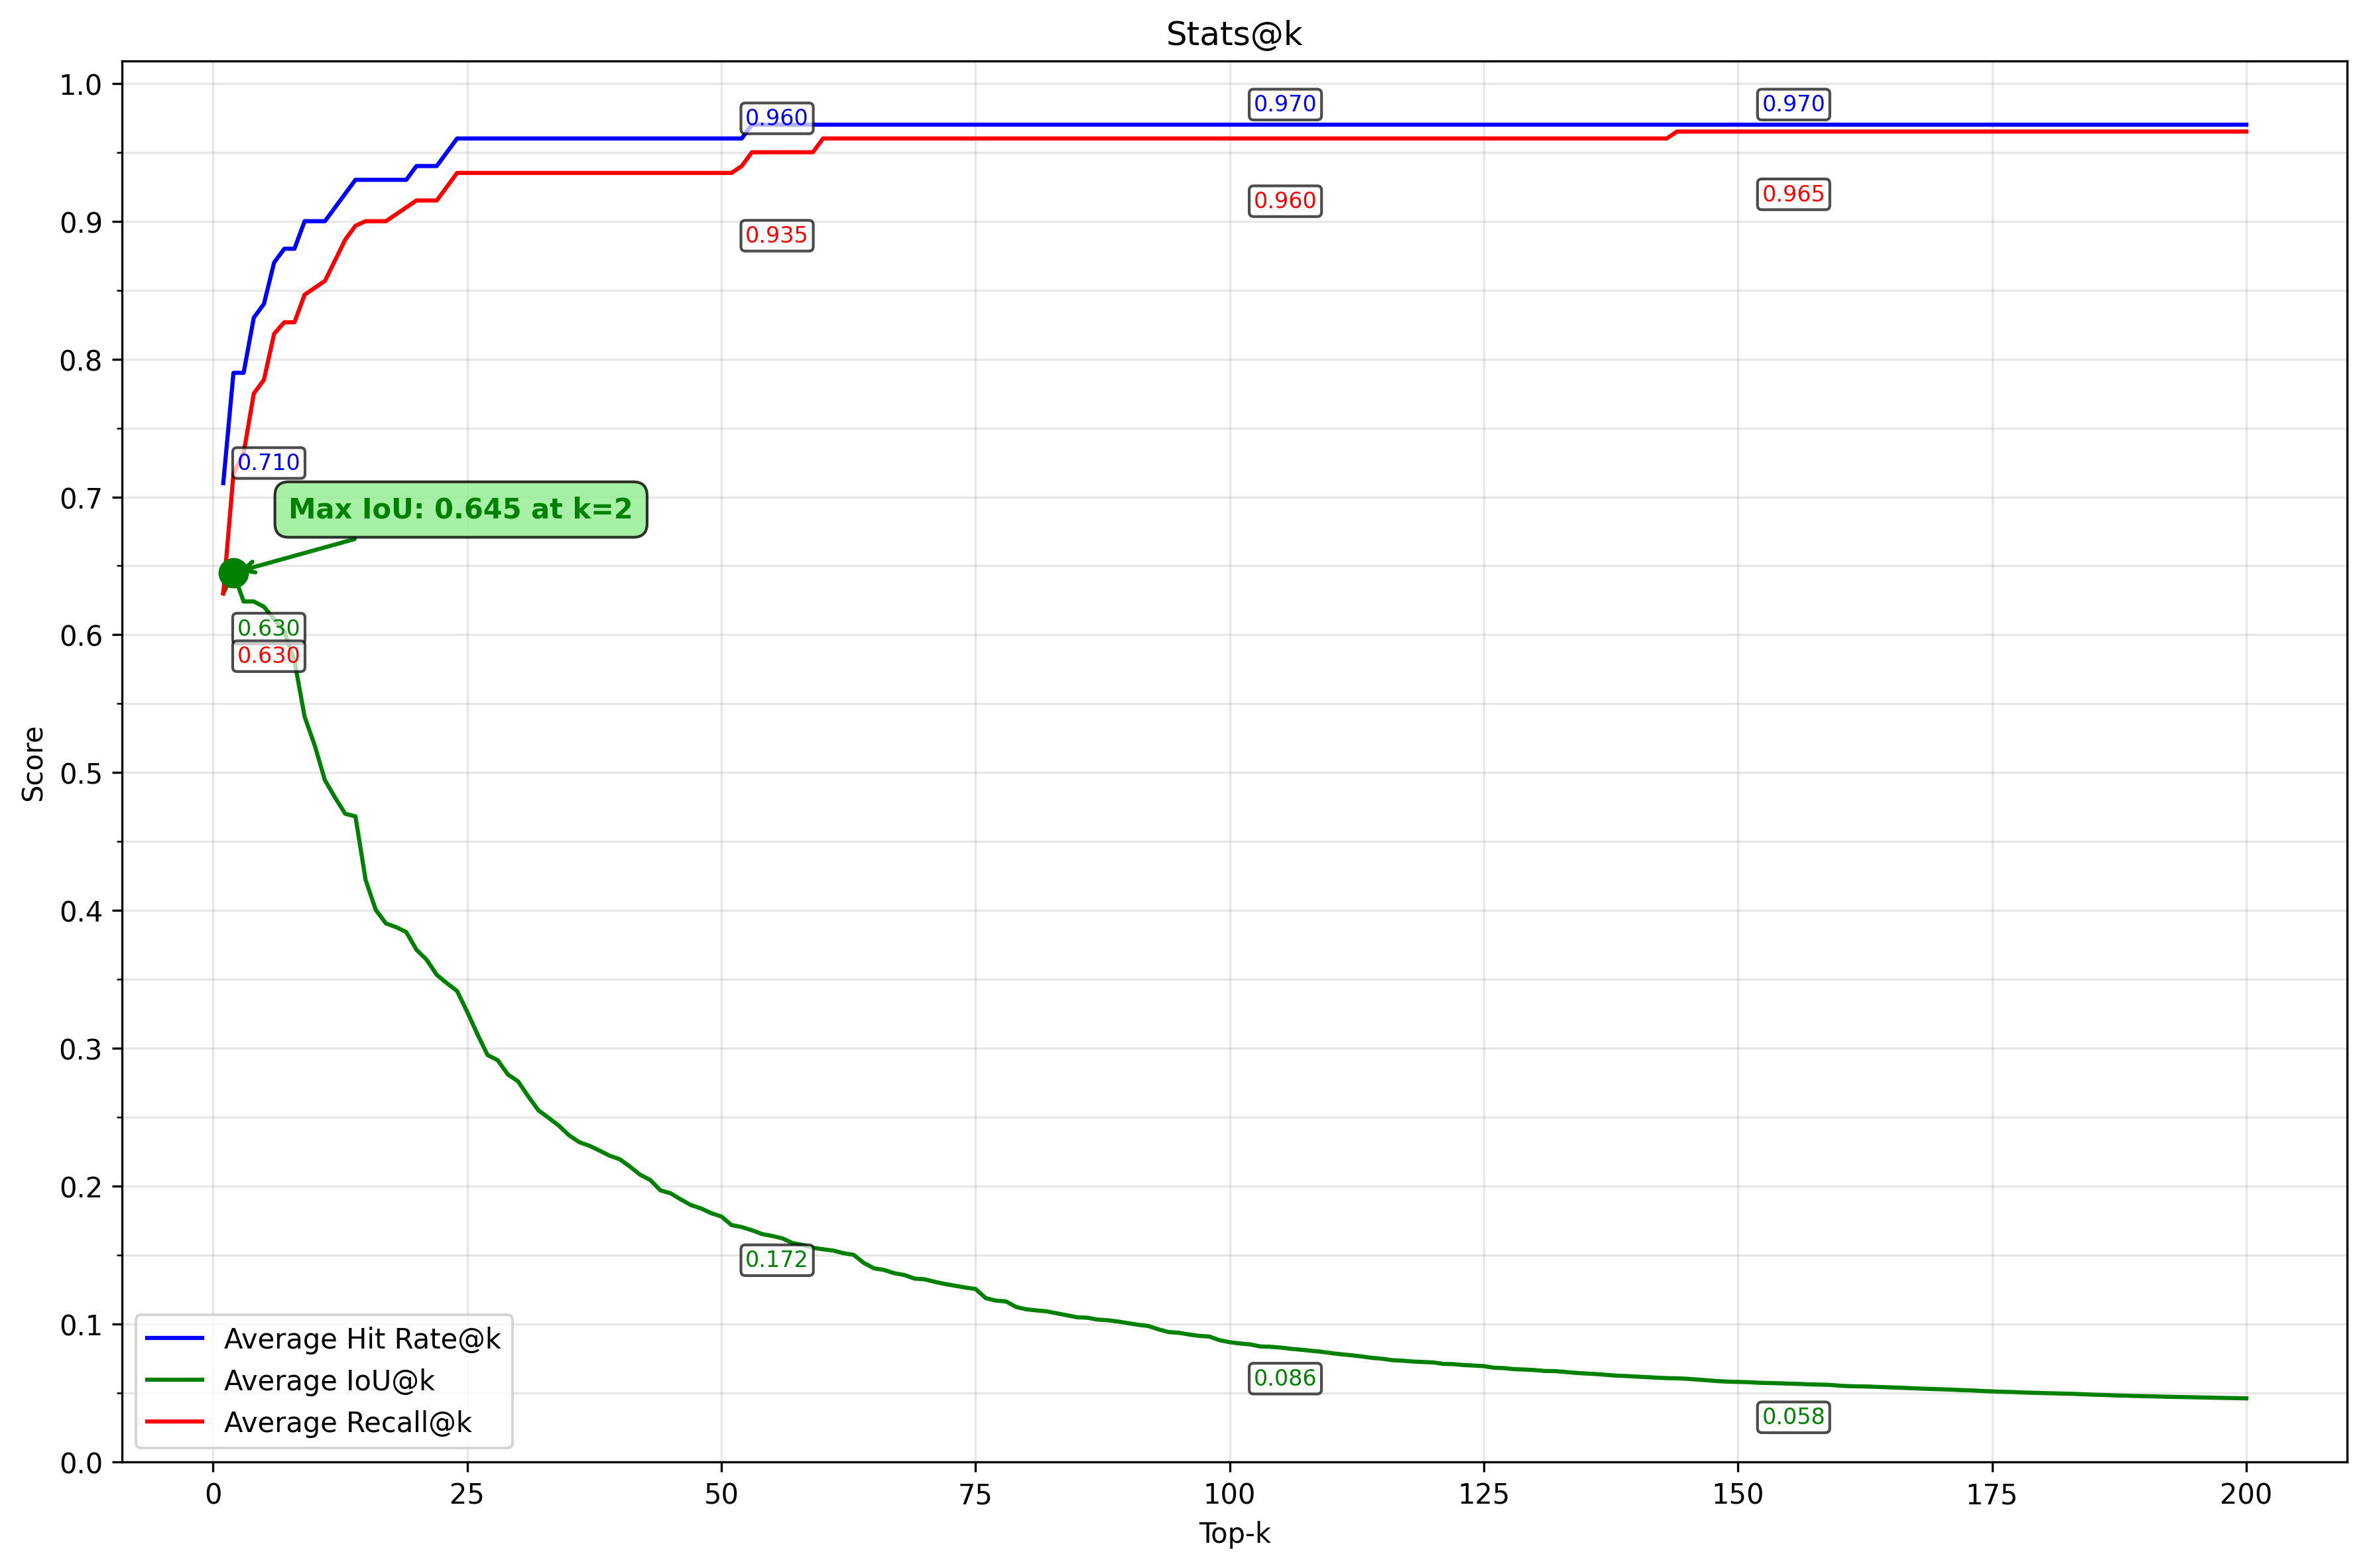 Stats@k
1.0
0.9
0.8
0.7
0.6
0.5
0.4
0.3
0.2
0.1
0.0
Score
0.960
0.970
0.970
0.935
0.960
0.965
0.710
Max IoU: 0.645 at k=2
0.630
0.630
0.172
0.086
0.058
Average Hit Rate@k
Average IoU@k
Average Recall@k
0 25 50 75 100 125 150 175 200
Top-k